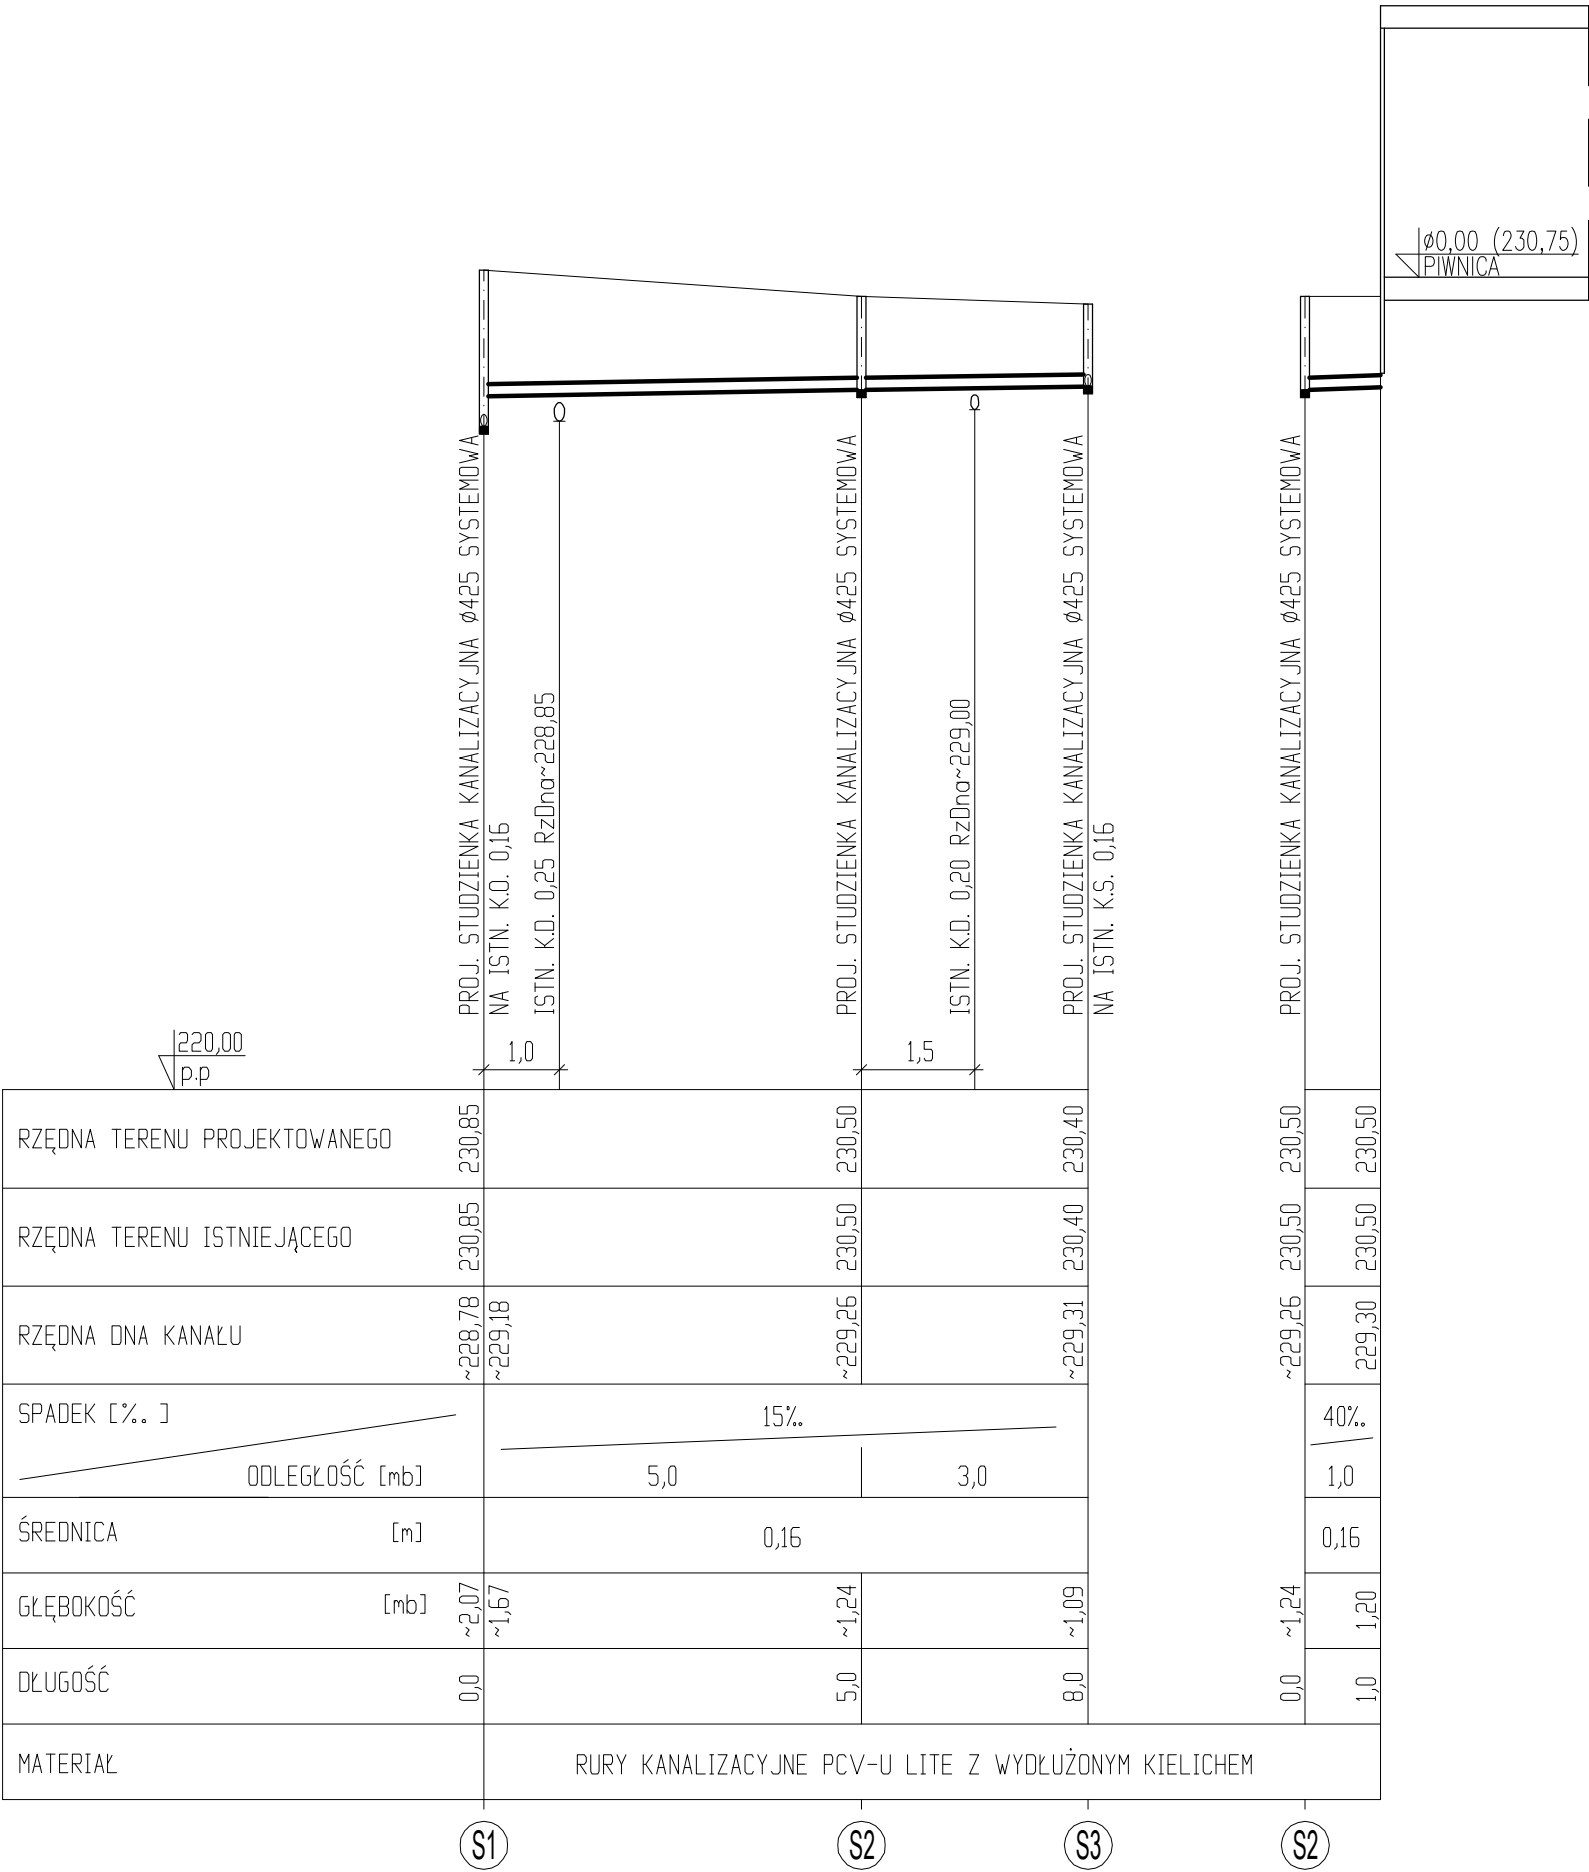 ø0,00 (230,75)
PIWNICA
PROJ. STUDZIENKA KANALIZACYJNA ø425 SYSTEMOWA
NA ISTN. K.O. 0,16
ISTN. K.D. 0,25 RzDna~228,85
PROJ. STUDZIENKA KANALIZACYJNA ø425 SYSTEMOWA
ISTN. K.D. 0,20 RzDna~229,00
PROJ. STUDZIENKA KANALIZACYJNA ø425 SYSTEMOWA
NA ISTN. K.S. 0,16
PROJ. STUDZIENKA KANALIZACYJNA ø425 SYSTEMOWA
220,00
p.p
1,0
1,5
RZĘDNA TERENU PROJEKTOWANEGO 230,85 230,50 230,40 230,50 230,50
RZĘDNA TERENU ISTNIEJĄCEGO 230,85 230,50 230,40 230,50 230,50
RZĘDNA DNA KANAŁU ~228,78 ~229,18 ~229,26 ~229,31 ~229,26 229,30
SPADEK [‰ ] 15‰ 40‰
ODLEGŁOŚĆ [mb] 5,0 3,0 1,0
ŚREDNICA [m] 0,16 0,16
GŁĘBOKOŚĆ [mb] ~2,07 ~1,67 ~1,24 ~1,09 ~1,24 1,20
DŁUGOŚĆ 0,0 5,0 8,0 0,0 1,0
MATERIAŁ RURY KANALIZACYJNE PCV-U LITE Z WYDŁUŻONYM KIELICHEM
S1 S2 S3 S2